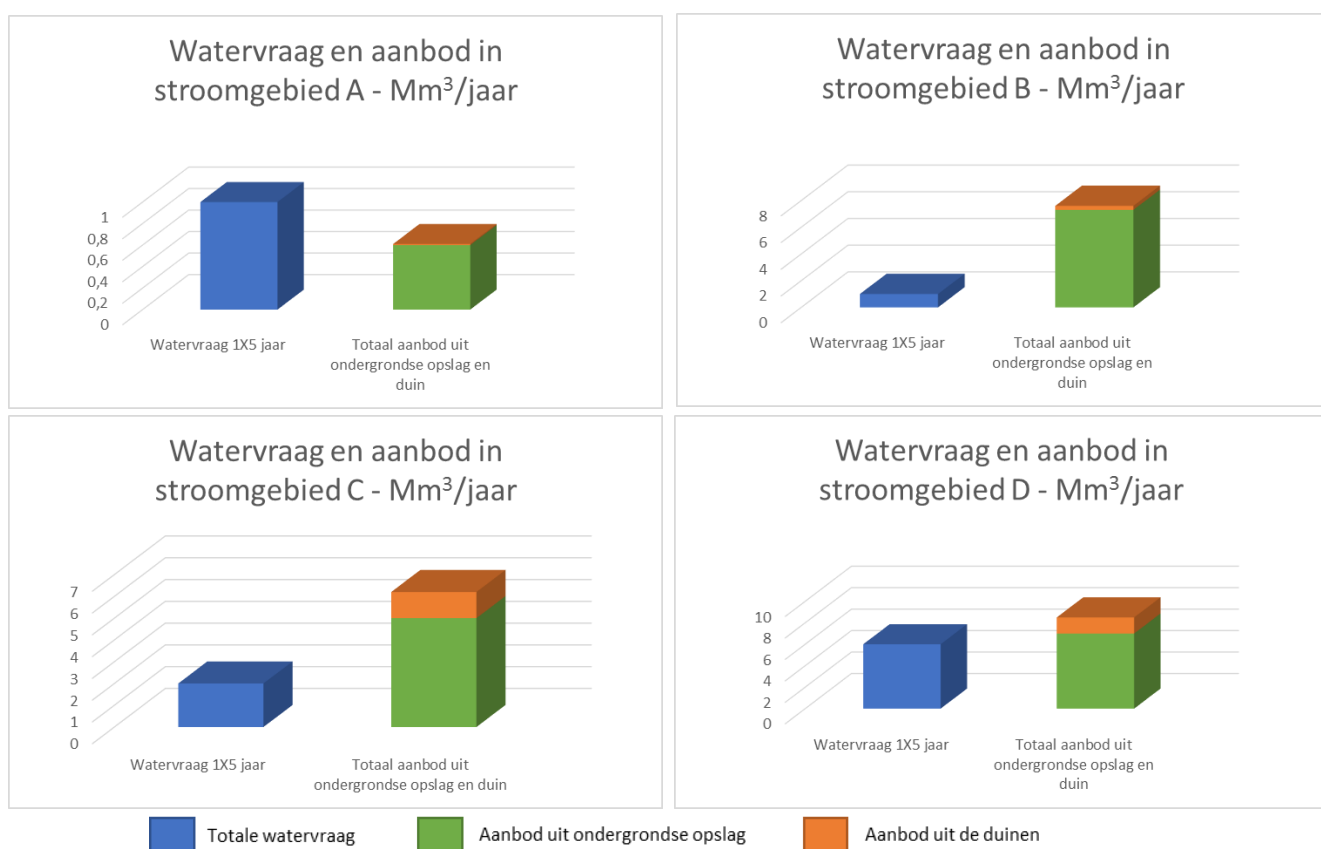 Watervraag en aanbod in
stroomgebied A - Mm³/jaar
1
0,8
0,6
0,4
0,2
0
Watervraag 1X5 jaar
Totaal aanbod uit
ondergrondse opslag en
duin
Watervraag en aanbod in
stroomgebied B - Mm³/jaar
8
6
4
2
0
Watervraag 1X5 jaar
Totaal aanbod uit
ondergrondse opslag en
duin
Watervraag en aanbod in
stroomgebied C - Mm³/jaar
7
6
5
4
3
2
1
0
Watervraag 1X5 jaar
Totaal aanbod uit
ondergrondse opslag en duin
Watervraag en aanbod in
stroomgebied D - Mm³/jaar
10
8
6
4
2
0
Watervraag 1X5 jaar
Totaal aanbod uit
ondergrondse opslag en
duin
Totale watervraag
Aanbod uit ondergrondse opslag
Aanbod uit de duinen